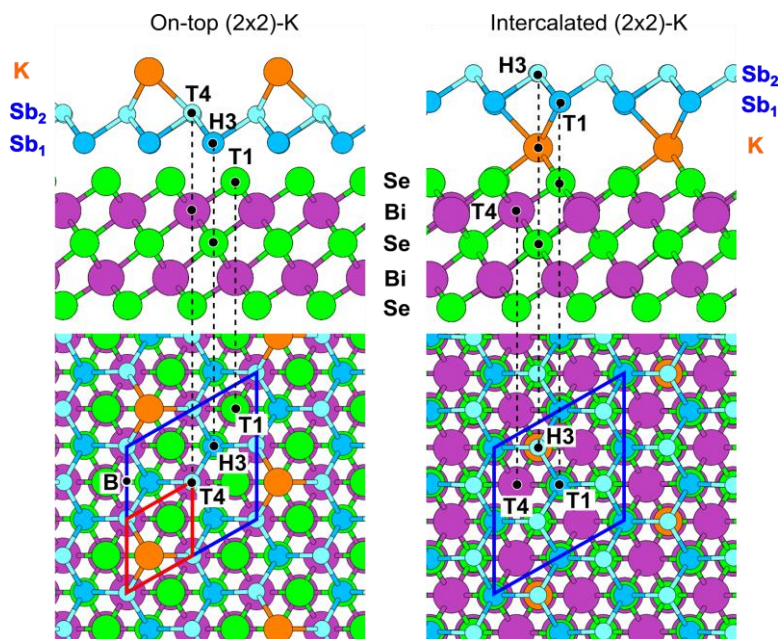 On-top (2x2)-K
Intercalated (2x2)-K
K
Sb2
Sb1
T4
H3
T1
Se
Bi
Se
Bi
Se
H3
T1
T4
Sb2
Sb1
K
T1
H3
B
T4
H3
T4
T1